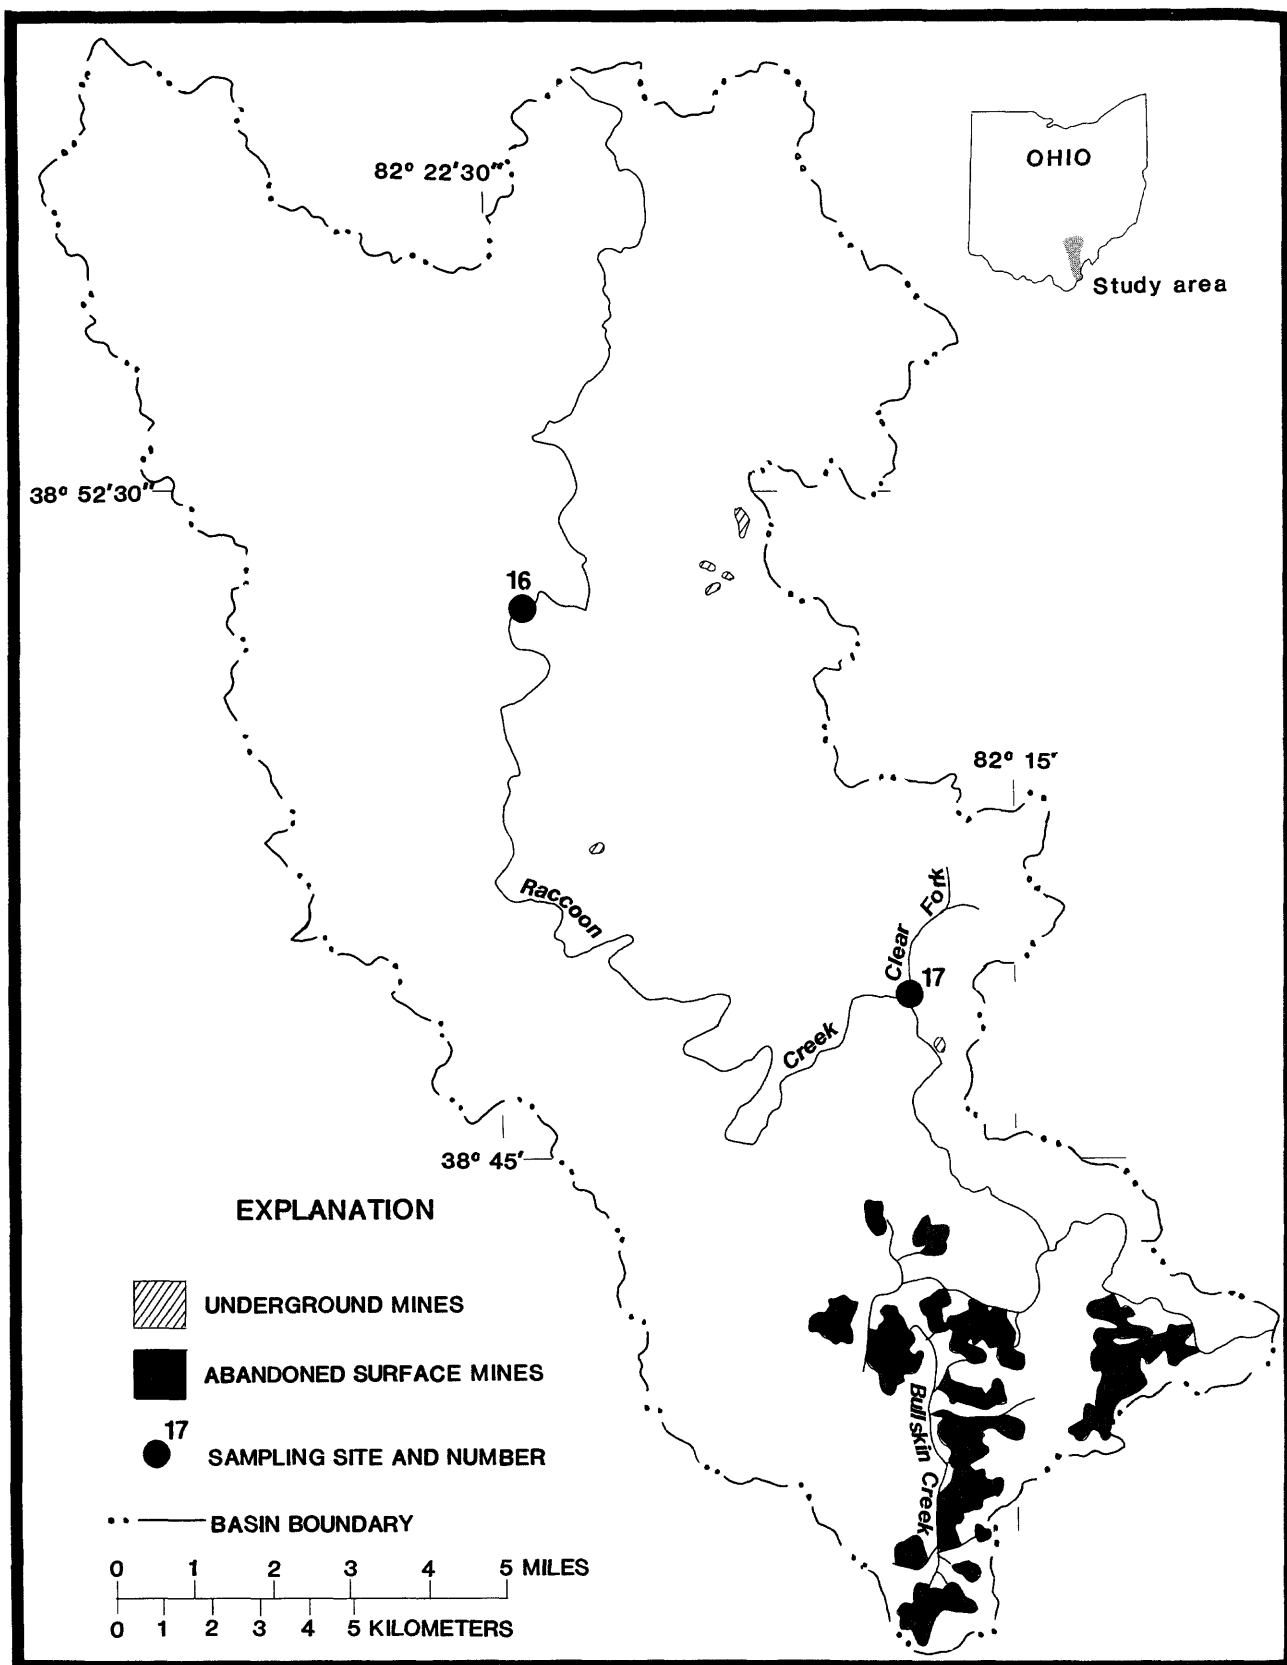 82° 22'30"
OHIO
Study area
38° 52'30"
16
82° 15'
Raccoon
Clear
Fork
17
Creek
38° 45'
EXPLANATION
UNDERGROUND MINES
ABANDONED SURFACE MINES
17
SAMPLING SITE AND NUMBER
BASIN BOUNDARY
0 1 2 3 4 5 MILES
0 1 2 3 4 5 KILOMETERS
Bullskin Creek